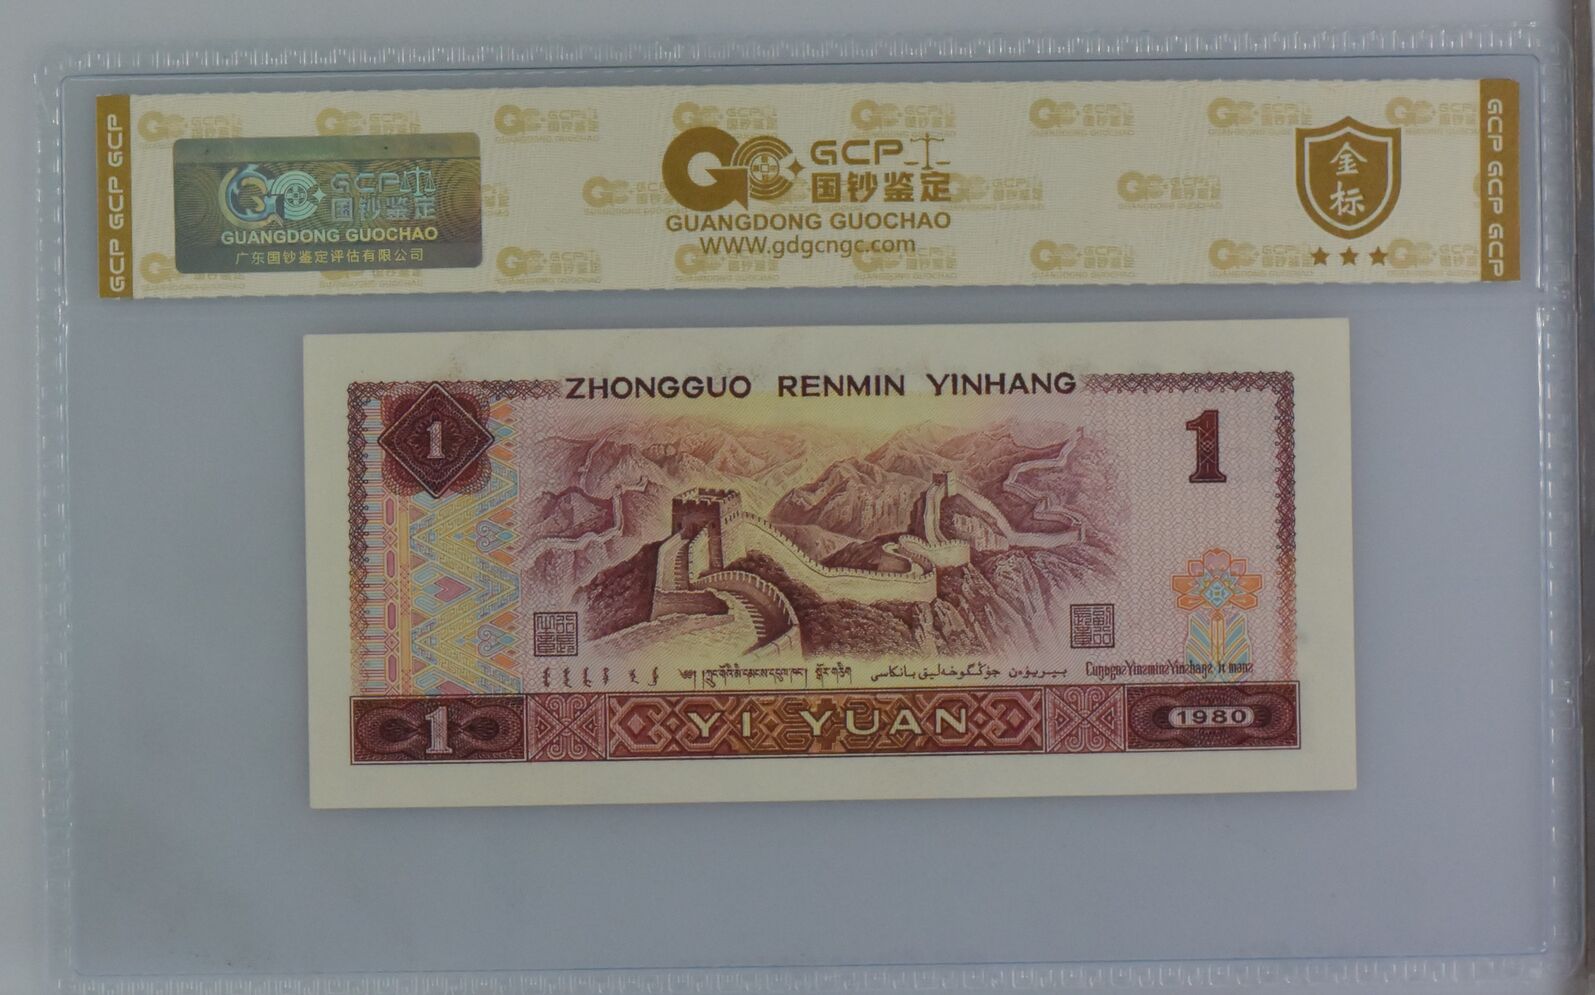 GCP GCP GCP
GCP 国钞鉴定
GUANGDONG GUOCHAO
广东国钞鉴定评估有限公司
GCP
国钞鉴定
GUANGDONG GUOCHAO
WWW.gdgcngc.com
金标
GCP GCP GCP
ZHONGGUO RENMIN YINHANG
1
1
YI YUAN
1
1980